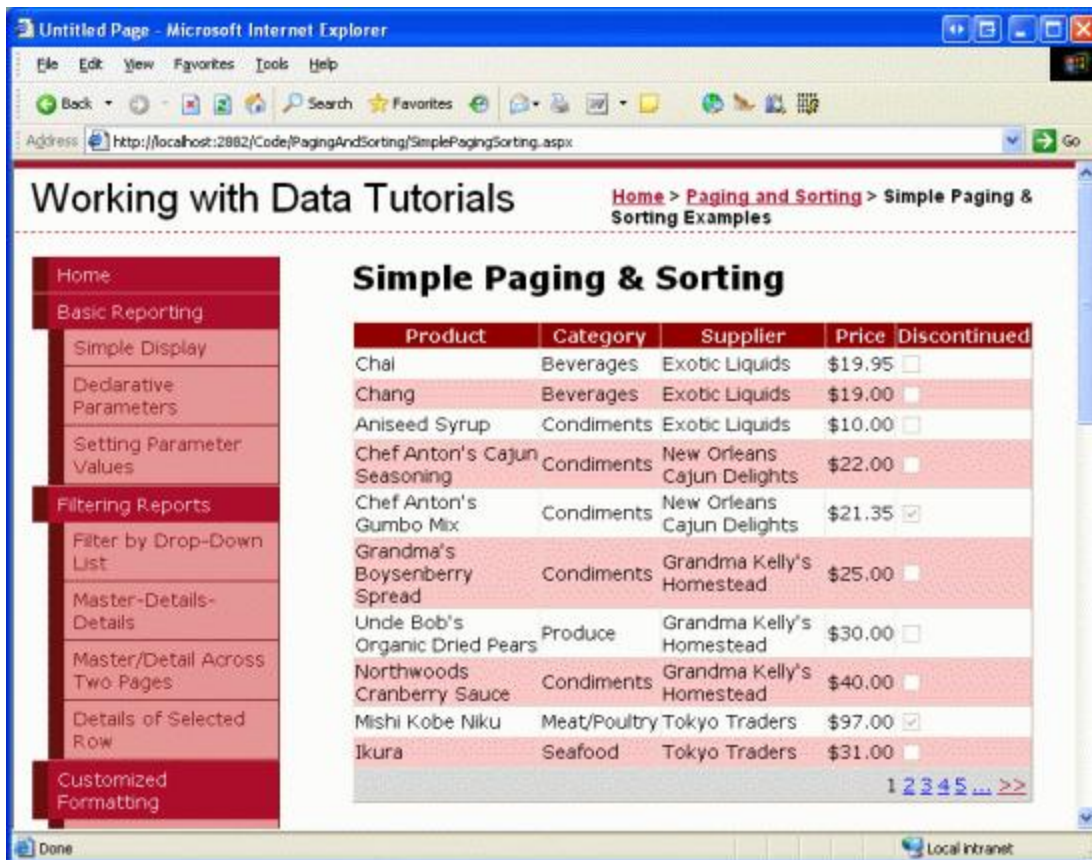 Untitled Page - Microsoft Internet Explorer
File Edit View Favorites Tools Help
Back Search Favorites
Address http://localhost:2882/Code/PagingAndSorting/SimplePagingSorting.aspx Go
Working with Data Tutorials
Home > Paging and Sorting > Simple Paging &
Sorting Examples
Home
Basic Reporting
Simple Display
Declarative
Parameters
Setting Parameter
Values
Filtering Reports
Filter by Drop-Down
List
Master-Details-
Details
Master/Detail Across
Two Pages
Details of Selected
Row
Customized
Formatting
Simple Paging & Sorting
Product Category Supplier Price Discontinued
Chai Beverages Exotic Liquids $19.95
Chang Beverages Exotic Liquids $19.00
Aniseed Syrup Condiments Exotic Liquids $10.00
Chef Anton's Cajun
Seasoning Condiments New Orleans
Cajun Delights $22.00
Chef Anton's
Gumbo Mix Condiments New Orleans
Cajun Delights $21.35
Grandma's
Boysenberry
Spread Condiments Grandma Kelly's
Homestead $25.00
Uncle Bob's
Organic Dried Pears Produce Grandma Kelly's
Homestead $30.00
Northwoods
Cranberry Sauce Condiments Grandma Kelly's
Homestead $40.00
Mishi Kobe Niku Meat/Poultry Tokyo Traders $97.00
Ikura Seafood Tokyo Traders $31.00
1 2 3 4 5 ... >>
Done Local intranet